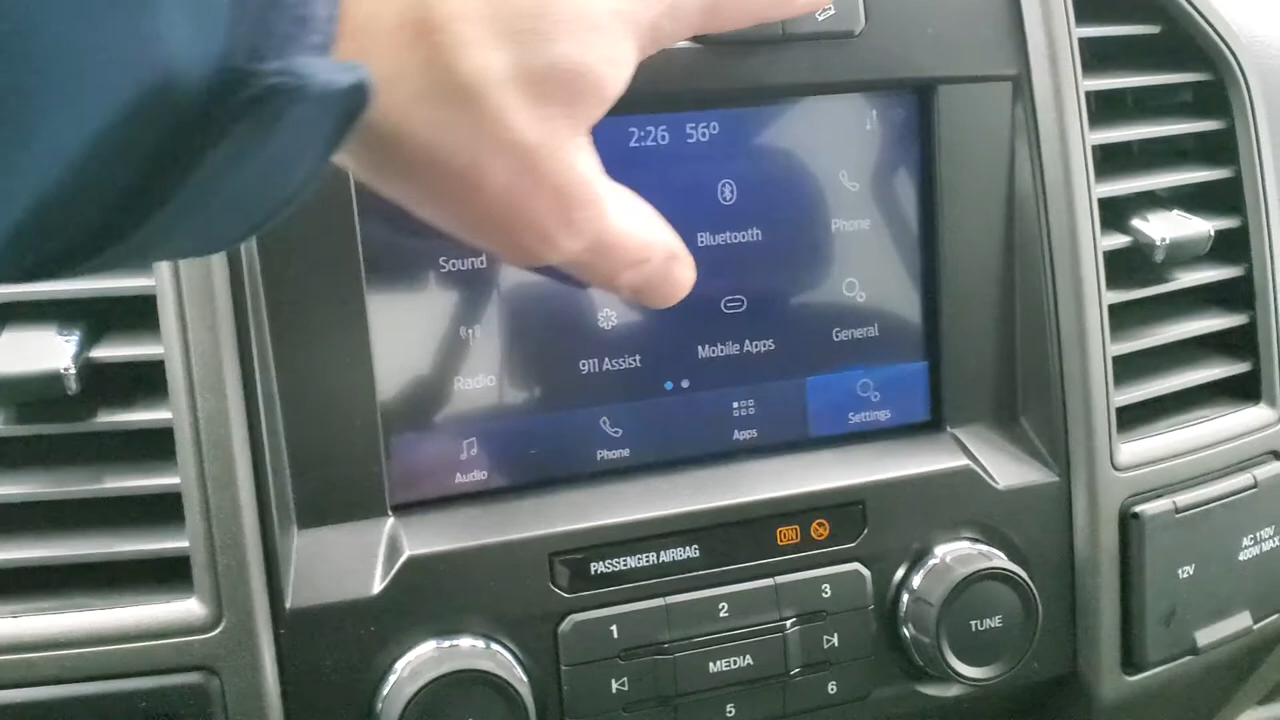 2:26 56°
Bluetooth
Phone
Sound
911 Assist
Mobile Apps
General
Radio
Audio
Phone
Apps
Settings
PASSENGER AIRBAG
ON
1
2
3
MEDIA
5
6
TUNE
12V
AC 110V
400W MAX